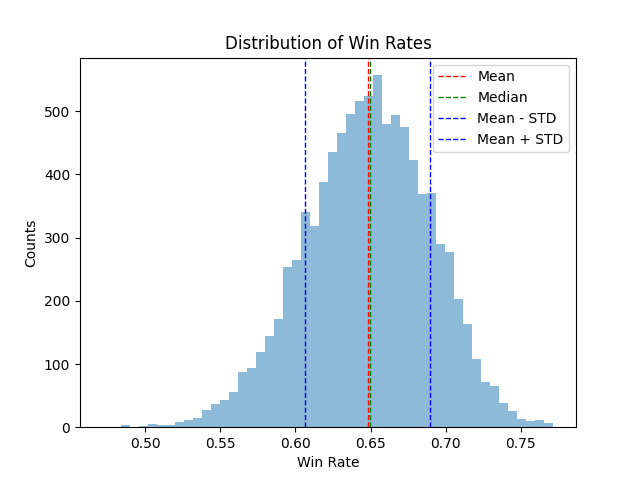 Distribution of Win Rates
Mean
Median
Mean - STD
Mean + STD
Counts
500
400
300
200
100
0
0.50 0.55 0.60 0.65 0.70 0.75
Win Rate